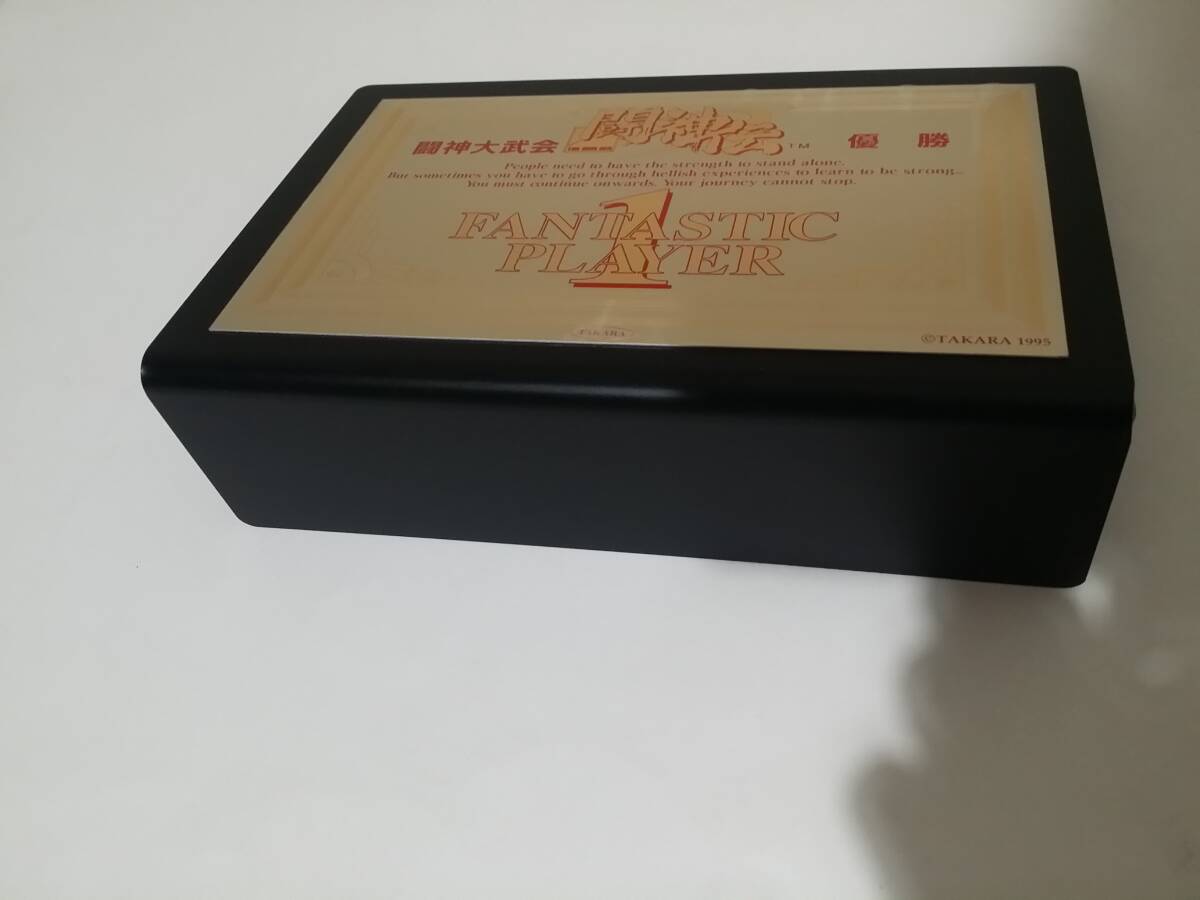 闘神大武会 闘神伝 TM 優勝
People need to have the strength to stand alone.
But sometimes you have to go through hellish experiences to learn to be strong...
You must continue onwards. Your journey cannot stop.
1
FANTASTIC
PLAYER
TAKARA
©TAKARA 1995